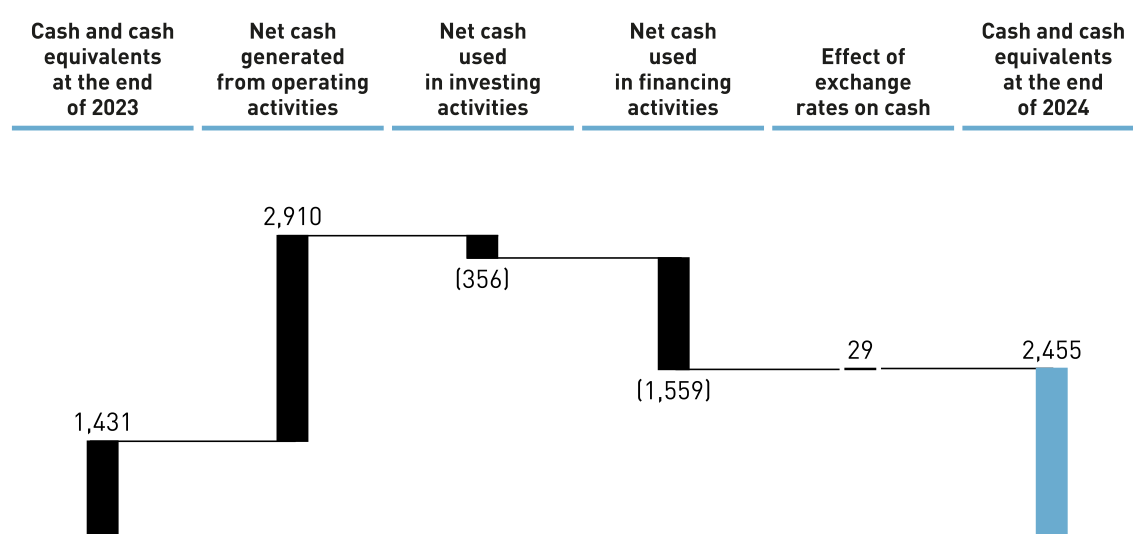 Cash and cash
equivalents
at the end
of 2023
Net cash
generated
from operating
activities
Net cash
used
in investing
activities
Net cash
used
in financing
activities
Effect of
exchange
rates on cash
Cash and cash
equivalents
at the end
of 2024
1,431
2,910
(356)
(1,559)
29
2,455